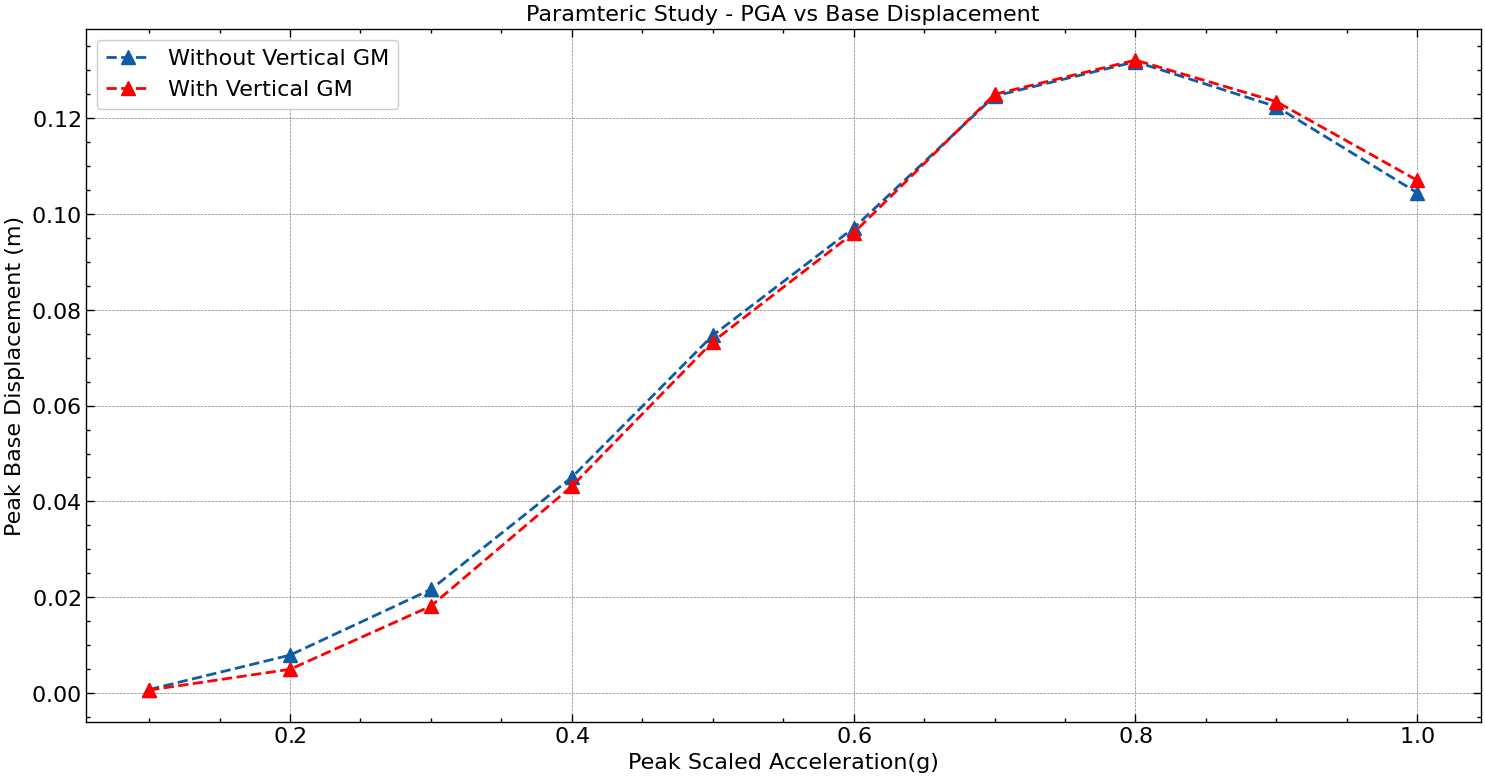 Paramteric Study - PGA vs Base Displacement
Without Vertical GM
With Vertical GM
Peak Base Displacement (m)
0.12
0.10
0.08
0.06
0.04
0.02
0.00
0.2
0.4
0.6
0.8
1.0
Peak Scaled Acceleration(g)